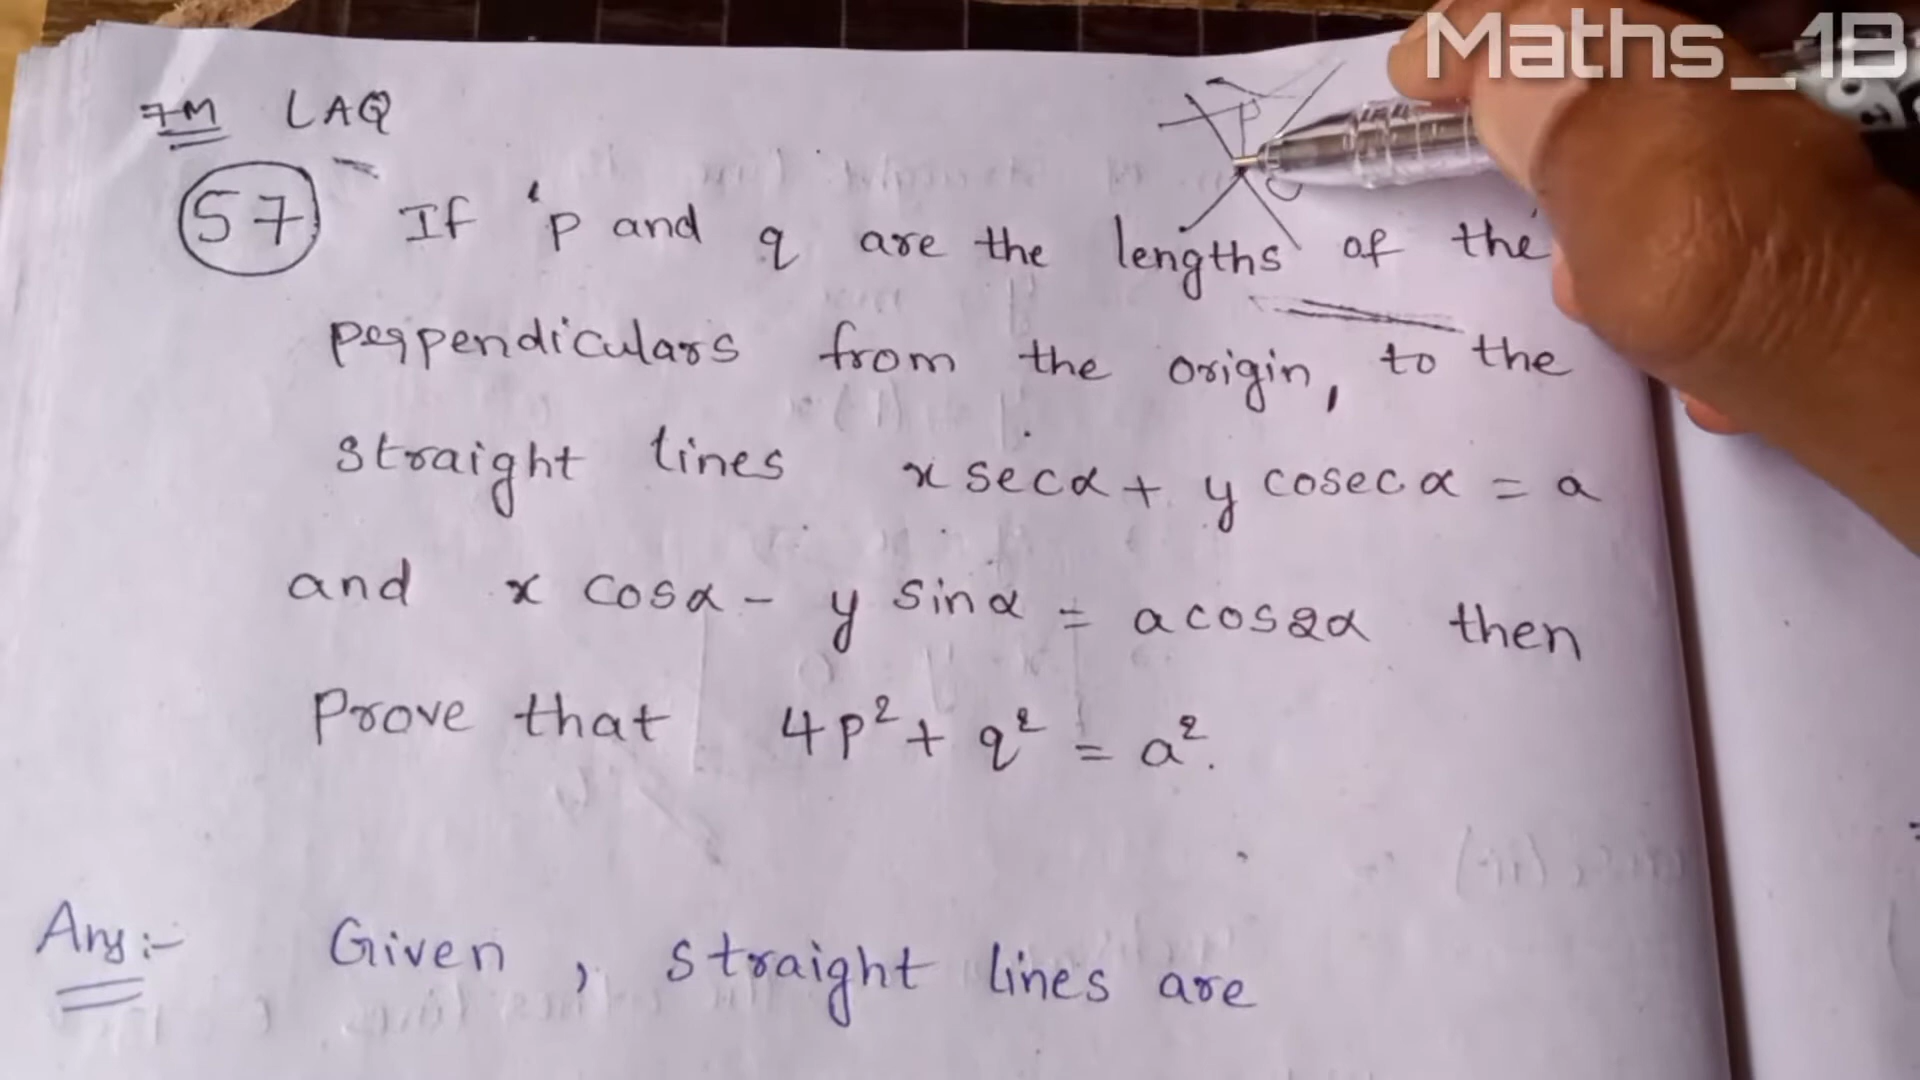 Maths_1B
7M LAQ
57 If 'p and q are the lengths of the
perpendiculars from the origin, to the
straight lines x secα + y cosecα = a
and x cosα - y sinα = a cos2α then
Prove that 4p² + q² = a².
Ans:- Given, straight lines are